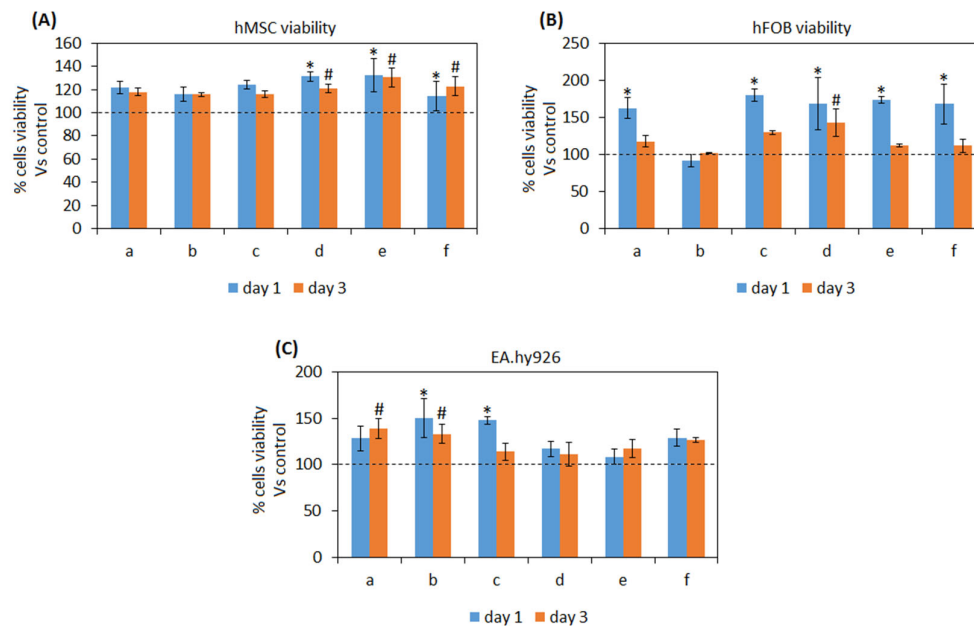 (A)
hMSC viability
% cells viability
Vs control
160
140
120
100
80
60
40
20
0
* # * # * #
a b c d e f
day 1 day 3
(B)
hFOB viability
% cells viability
Vs control
250
200
150
100
50
0
* * * # * *
a b c d e f
day 1 day 3
(C)
EA.hy926
% cells viability
Vs control
200
150
100
50
0
# * # *
a b c d e f
day 1 day 3